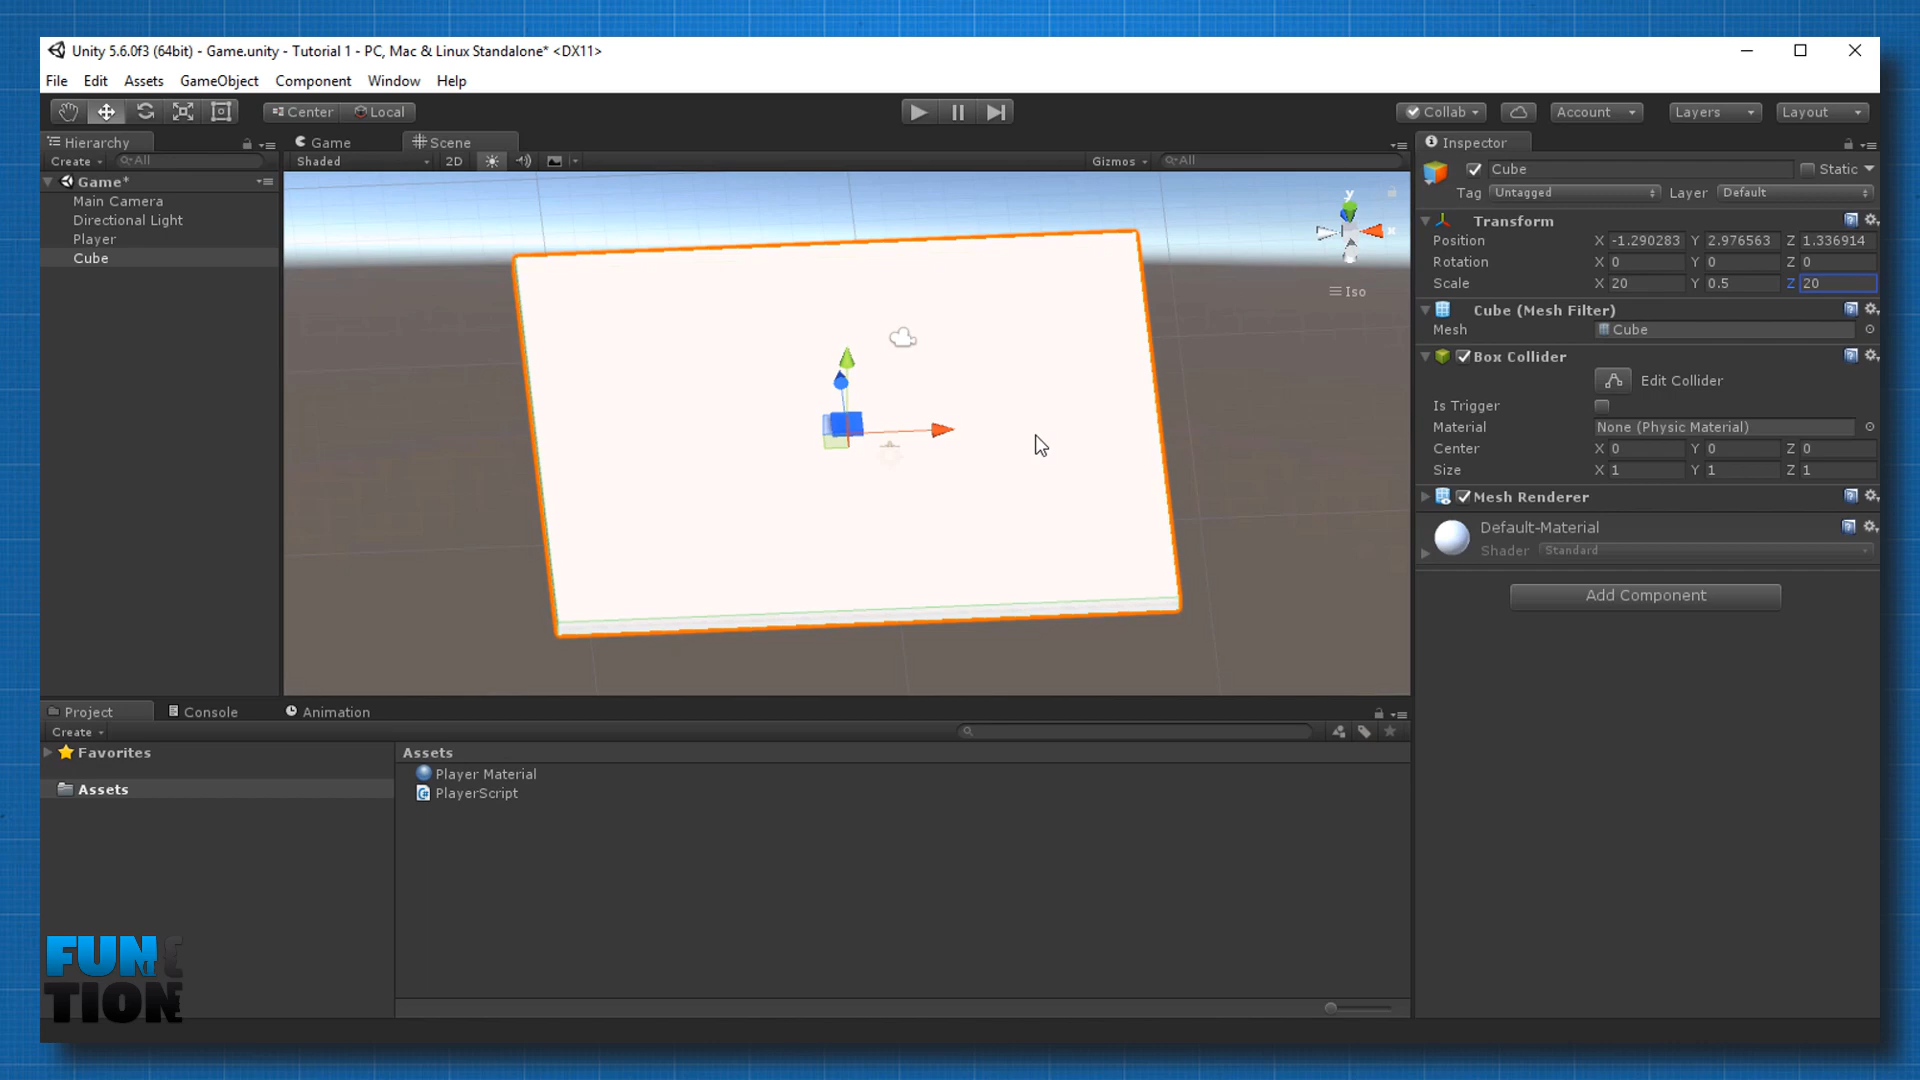 Unity 5.6.0f3 (64bit) - Game.unity - Tutorial 1 - PC, Mac & Linux Standalone* <DX11>
File Edit Assets GameObject Component Window Help
Center Local Collab Account Layers Layout
Hierarchy
Create All
Game*
Main Camera
Directional Light
Player
Cube
Game Scene
Shaded 2D Gizmos All
y
x
Iso
Inspector
Cube Static
Tag Untagged Layer Default
Transform
Position X -1.290283 Y 2.976563 Z 1.336914
Rotation X 0 Y 0 Z 0
Scale X 20 Y 0.5 Z 20
Cube (Mesh Filter)
Mesh Cube
Box Collider
Edit Collider
Is Trigger
Material None (Physic Material)
Center X 0 Y 0 Z 0
Size X 1 Y 1 Z 1
Mesh Renderer
Default-Material
Shader Standard
Add Component
Project Console Animation
Create
Favorites
Assets
Assets
Player Material
PlayerScript
FUN
TION